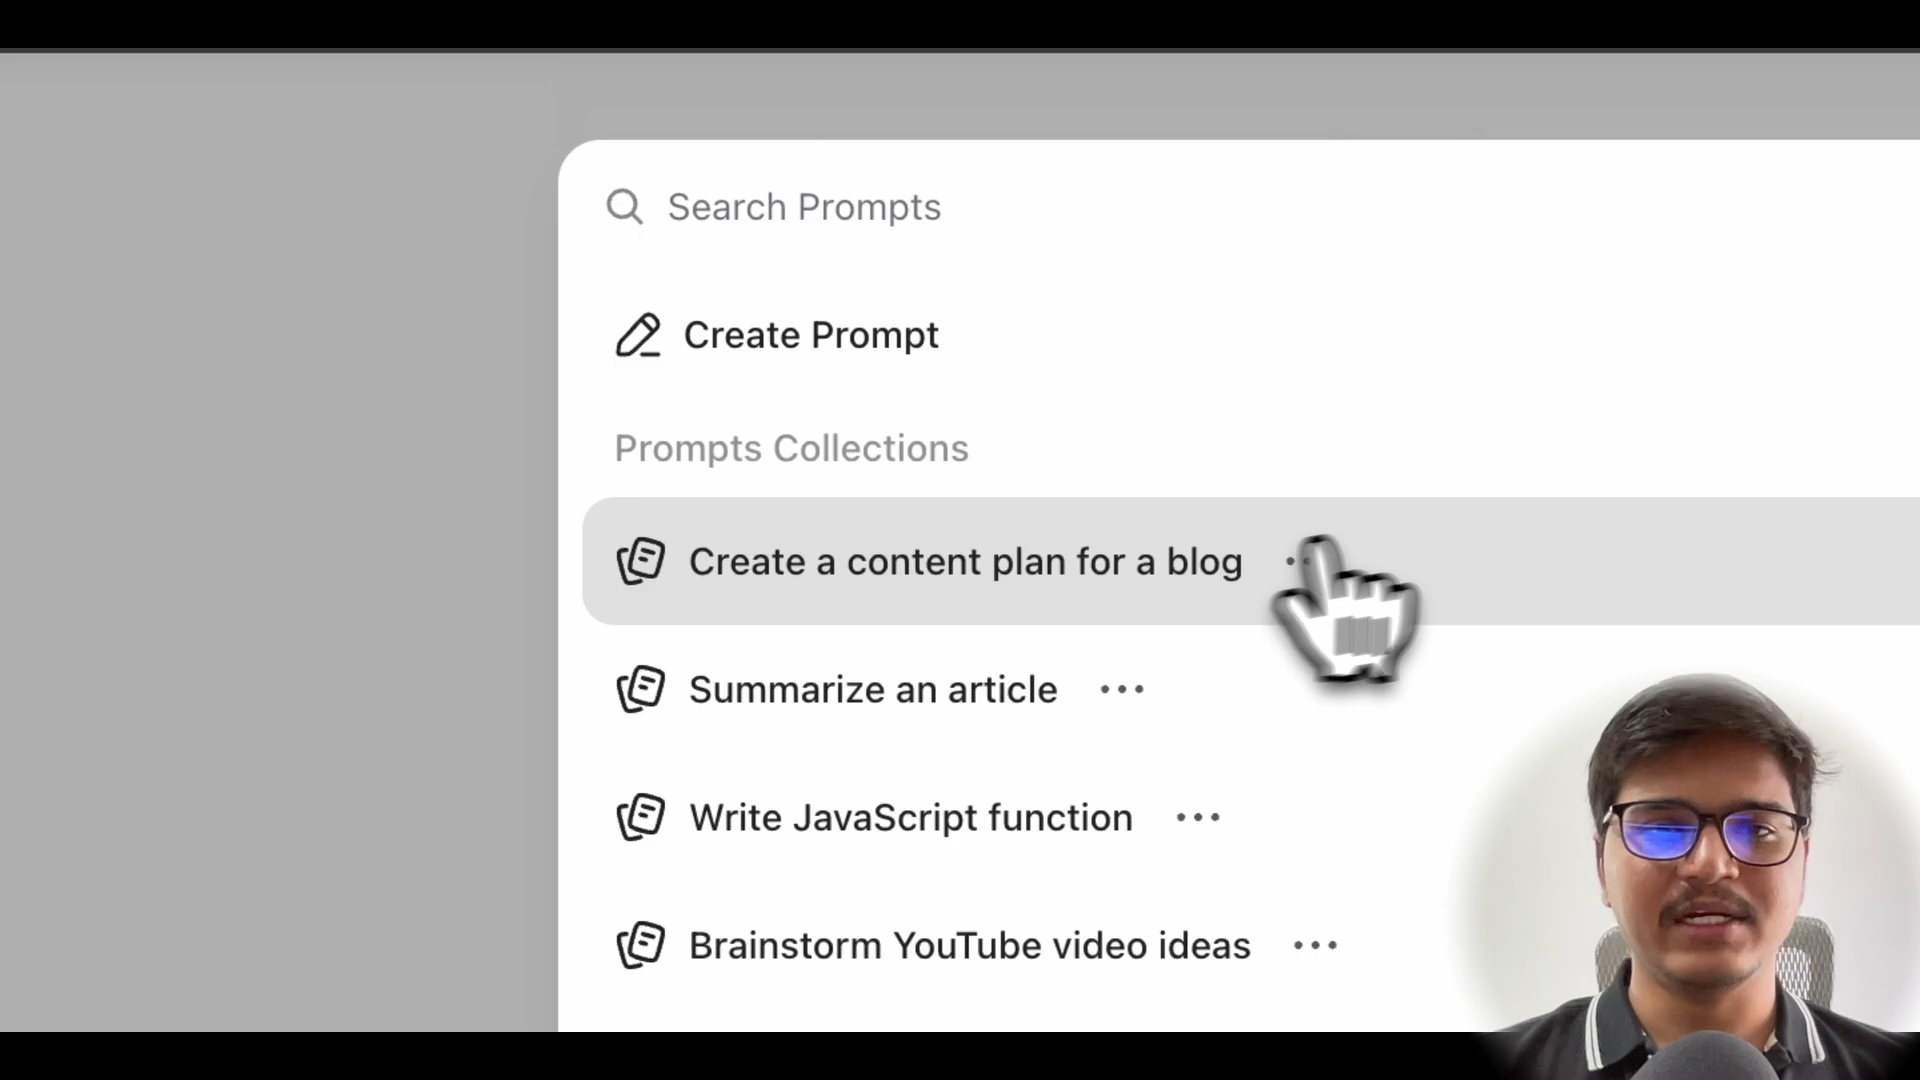 Search Prompts
Create Prompt
Prompts Collections
Create a content plan for a blog
Summarize an article
Write JavaScript function
Brainstorm YouTube video ideas